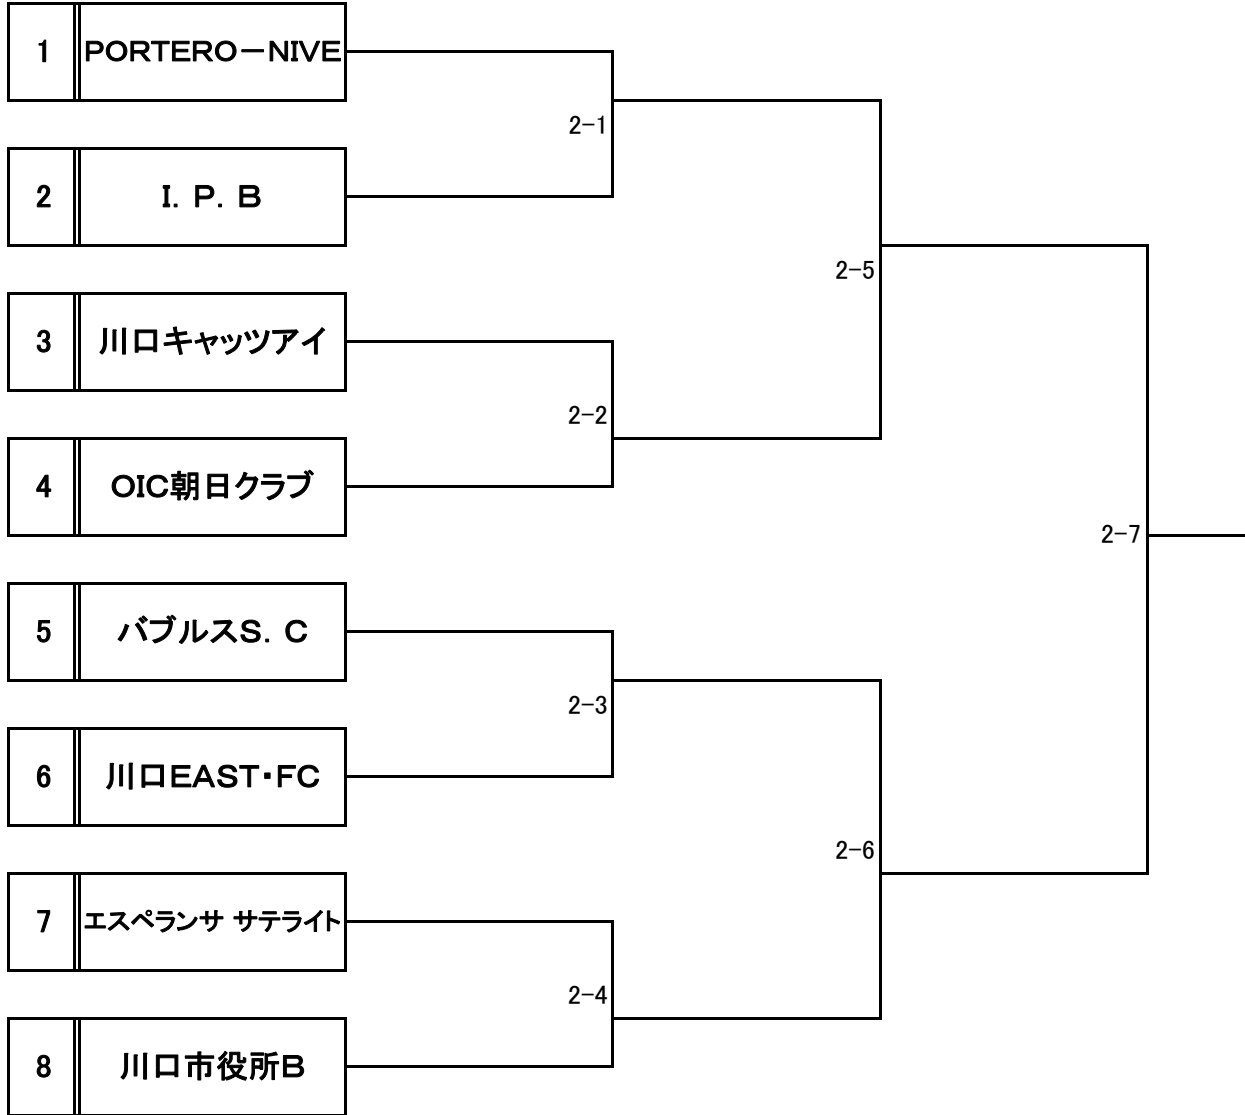 1 PORTERO－NIVE
2-1
2 I．P．B
2-5
3 川口キャッツアイ
2-2
4 OIC朝日クラブ
2-7
5 バブルスS．C
2-3
6 川口EAST・FC
2-6
7 エスペランサ サテライト
2-4
8 川口市役所B